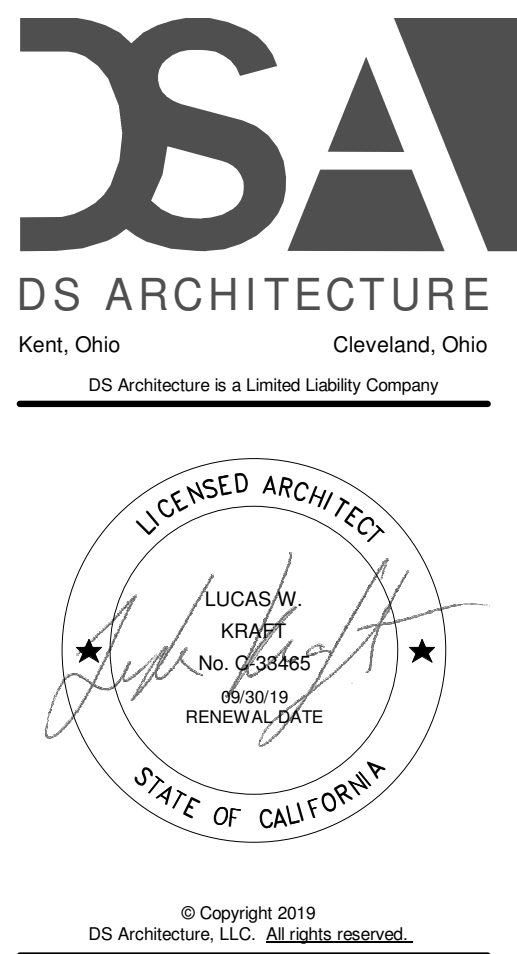 DSA
DS ARCHITECTURE
Kent, Ohio Cleveland, Ohio
DS Architecture is a Limited Liability Company
LICENSED ARCHITECT
LUCAS W.
KRAFT
No. C-33465
09/30/19
RENEWAL DATE
STATE OF CALIFORNIA
© Copyright 2019
DS Architecture, LLC. All rights reserved.